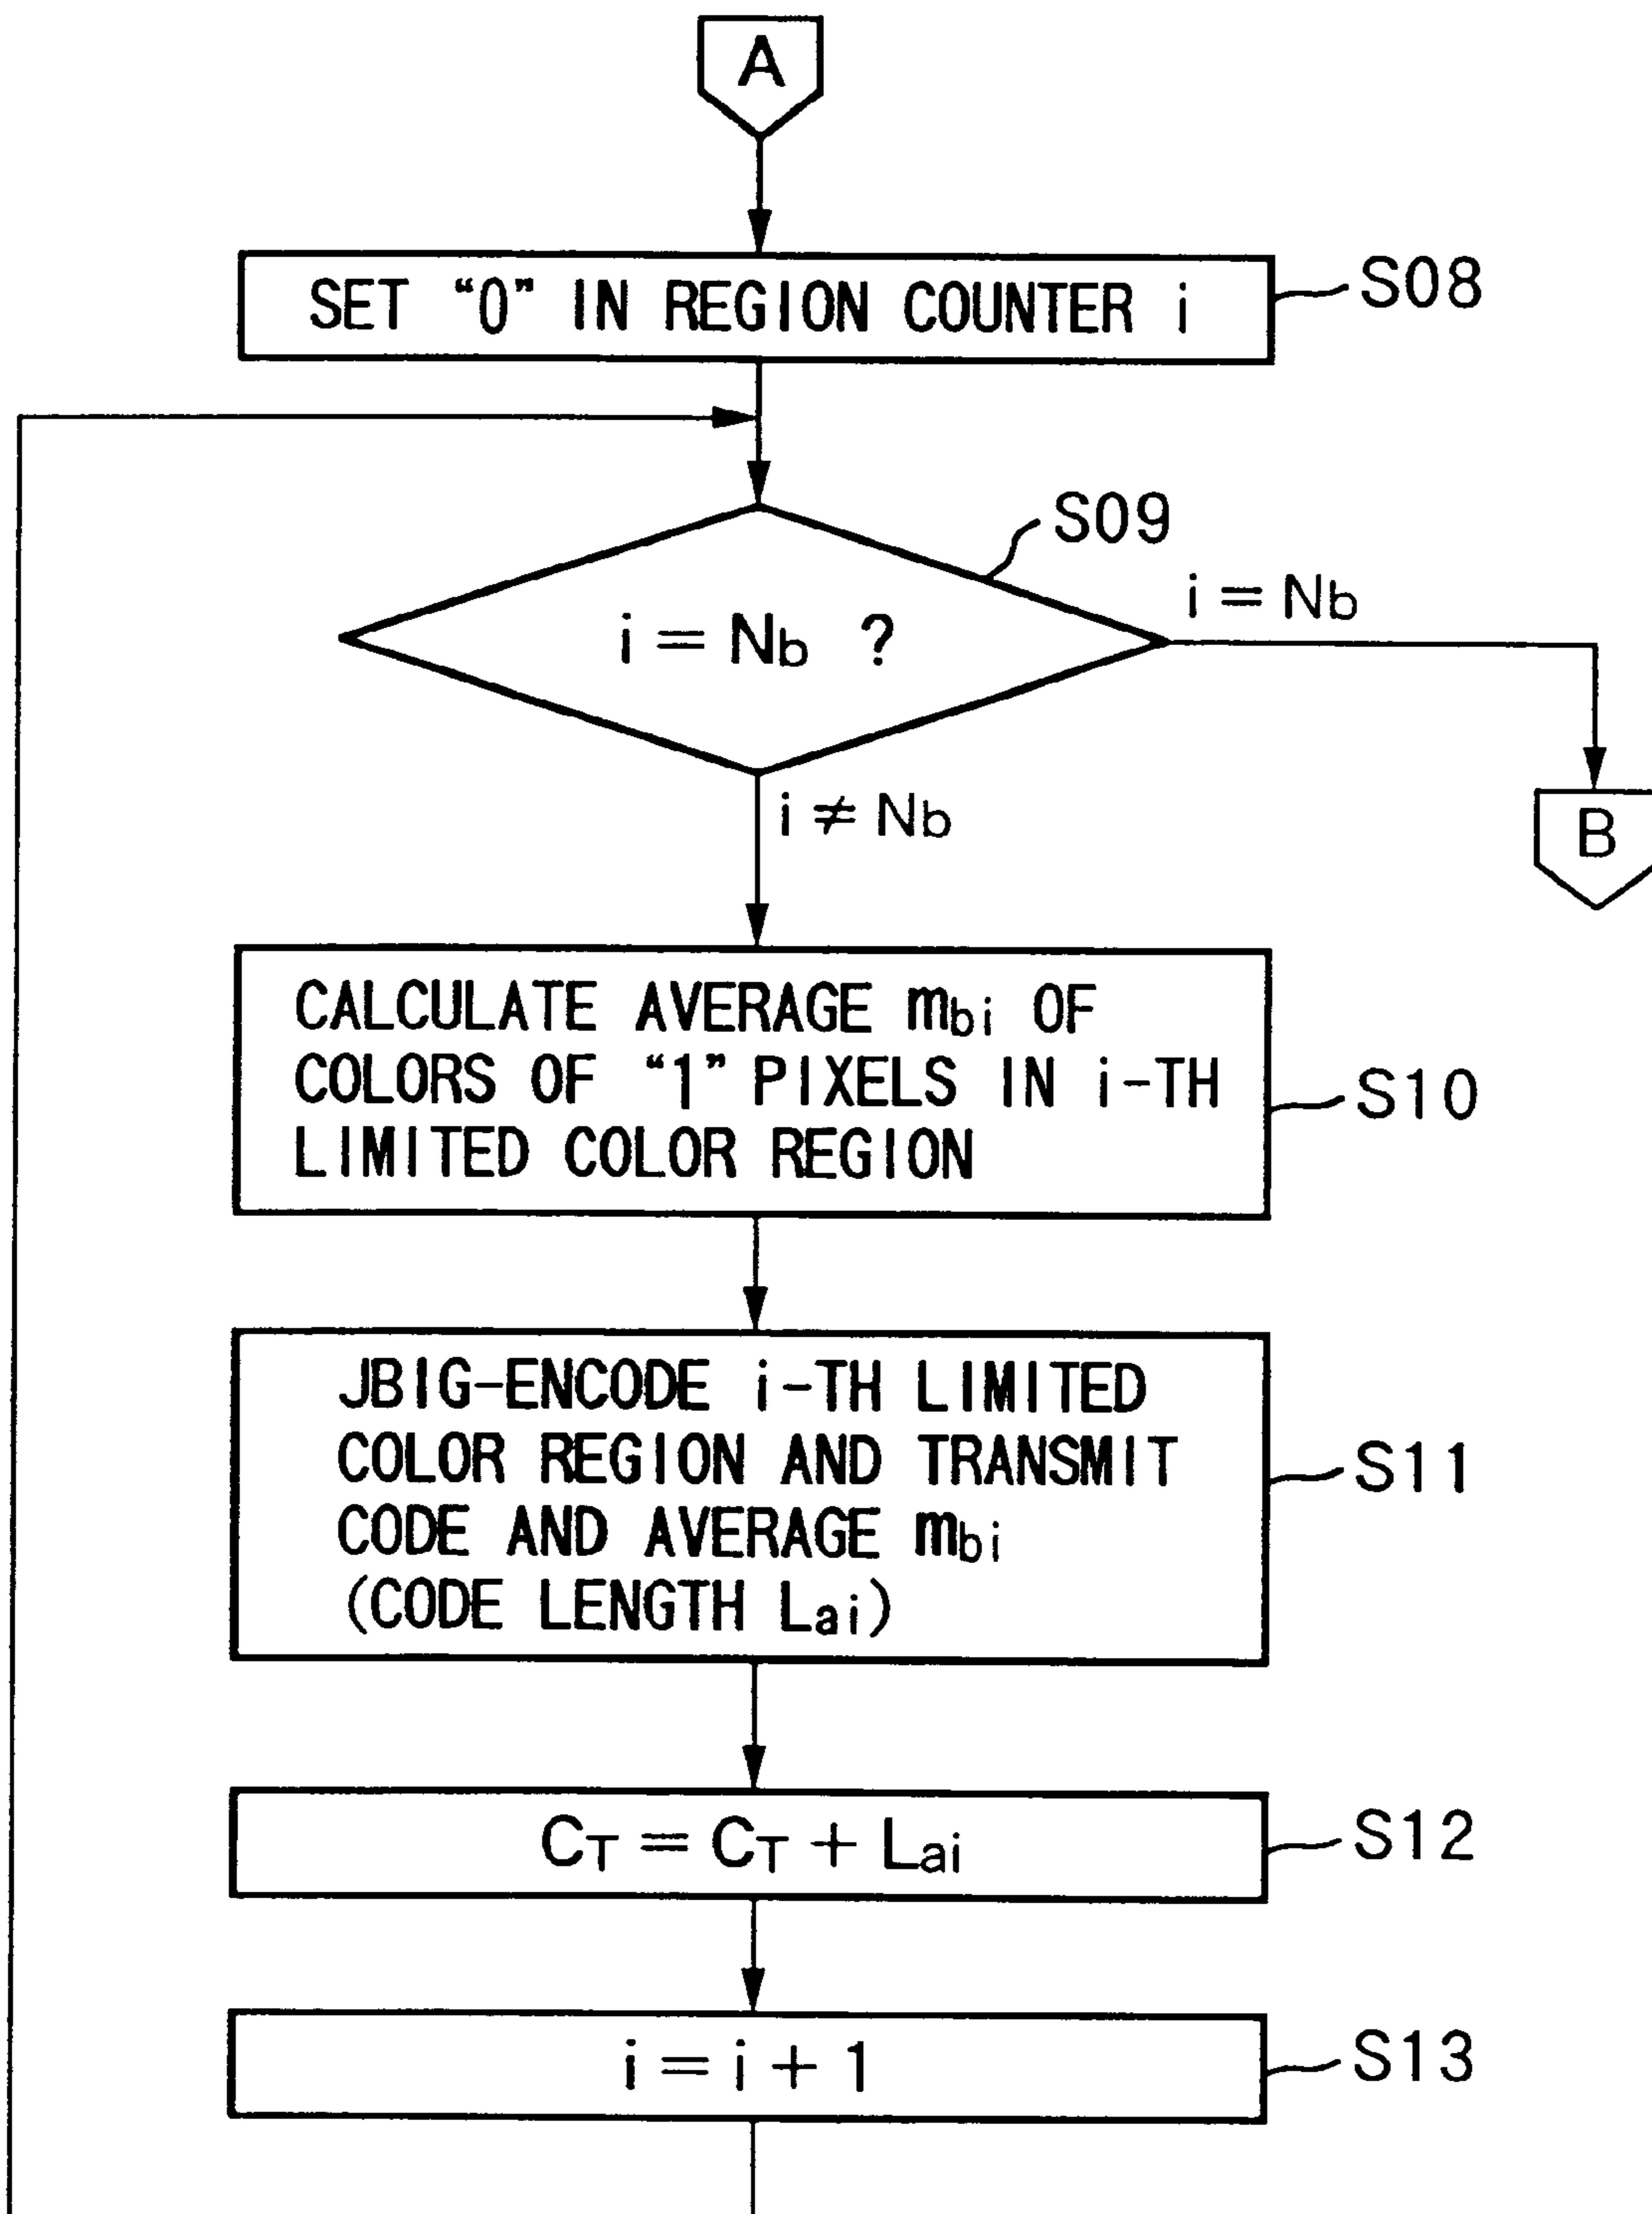 A
SET “0” IN REGION COUNTER i
S08
S09
i = Nb ?
i = Nb
i ≠ Nb
B
CALCULATE AVERAGE mbi OF
COLORS OF “1” PIXELS IN i-TH
LIMITED COLOR REGION
S10
JBIG-ENCODE i-TH LIMITED
COLOR REGION AND TRANSMIT
CODE AND AVERAGE mbi
(CODE LENGTH Lai)
S11
CT = CT + Lai
S12
i = i + 1
S13